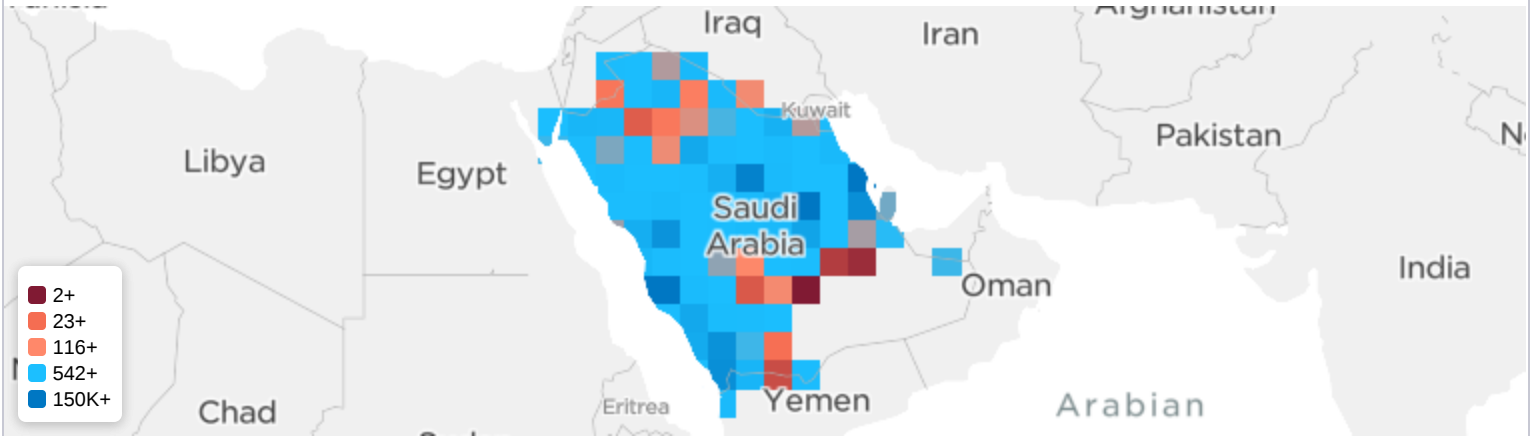 Iraq
Iran
Afghanistan
Kuwait
Pakistan
Libya
Egypt
Saudi
Arabia
India
Oman
2+
23+
116+
542+
150K+
Chad
Eritrea
Yemen
Arabian